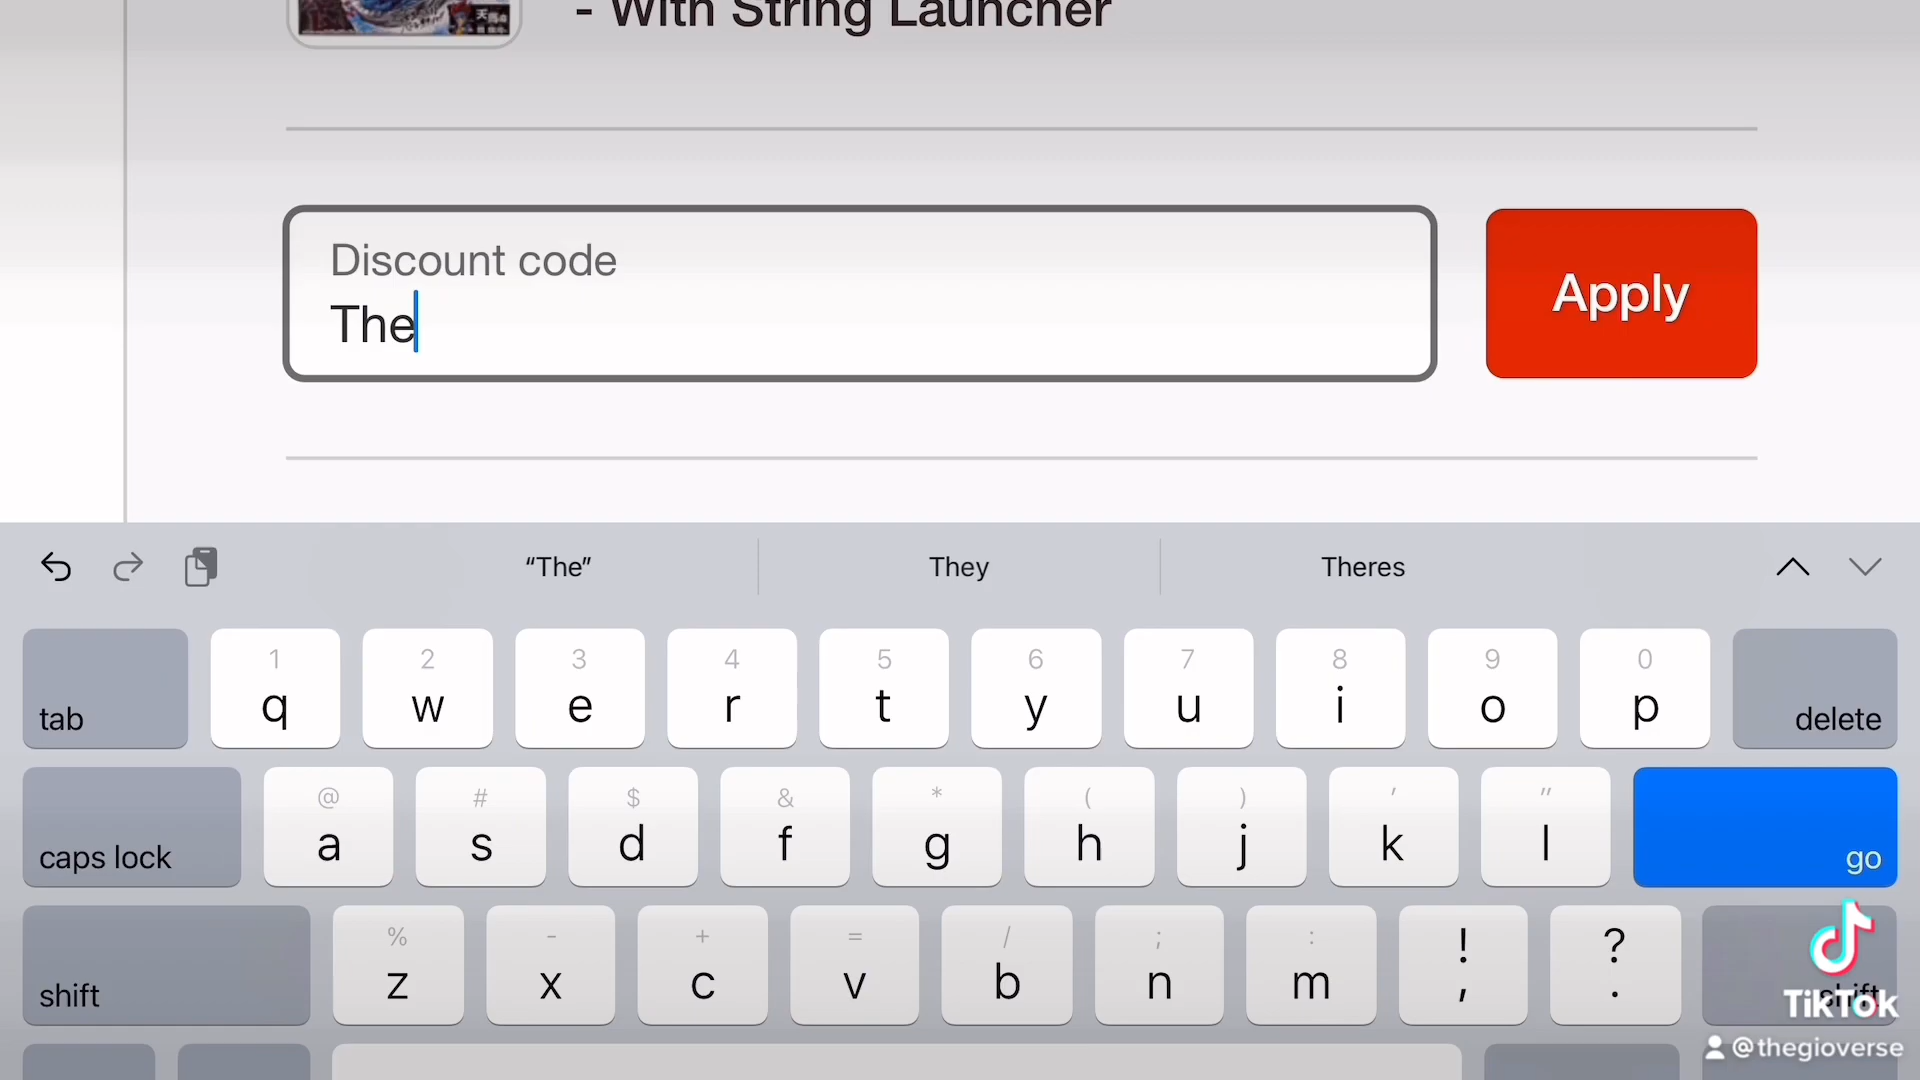 - With String Launcher
Discount code
The
Apply
“The”
They
Theres
tab
1 2 3 4 5 6 7 8 9 0
q w e r t y u i o p
delete
caps lock
@ # $ & * ( ) ' "
a s d f g h j k l
go
shift
% - + = / ; : ! ?
z x c v b n m , .
shift
TikTok
@thegioverse